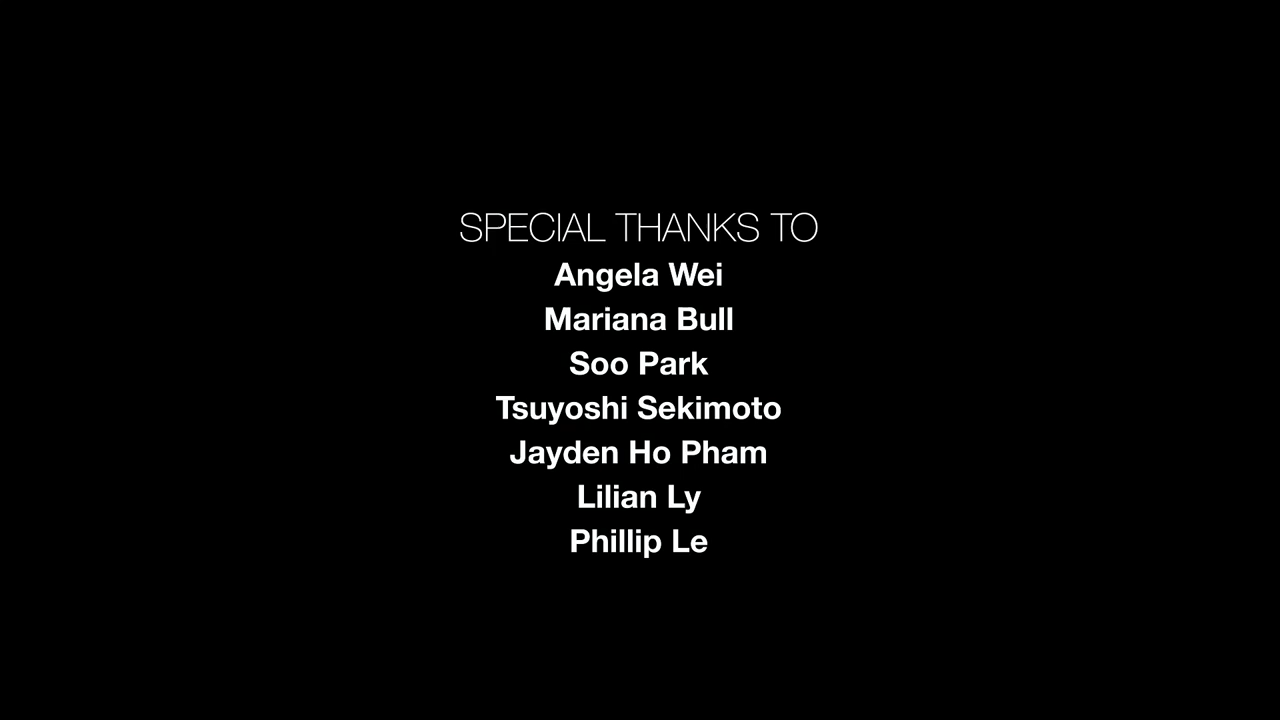 SPECIAL THANKS TO
Angela Wei
Mariana Bull
Soo Park
Tsuyoshi Sekimoto
Jayden Ho Pham
Lilian Ly
Phillip Le